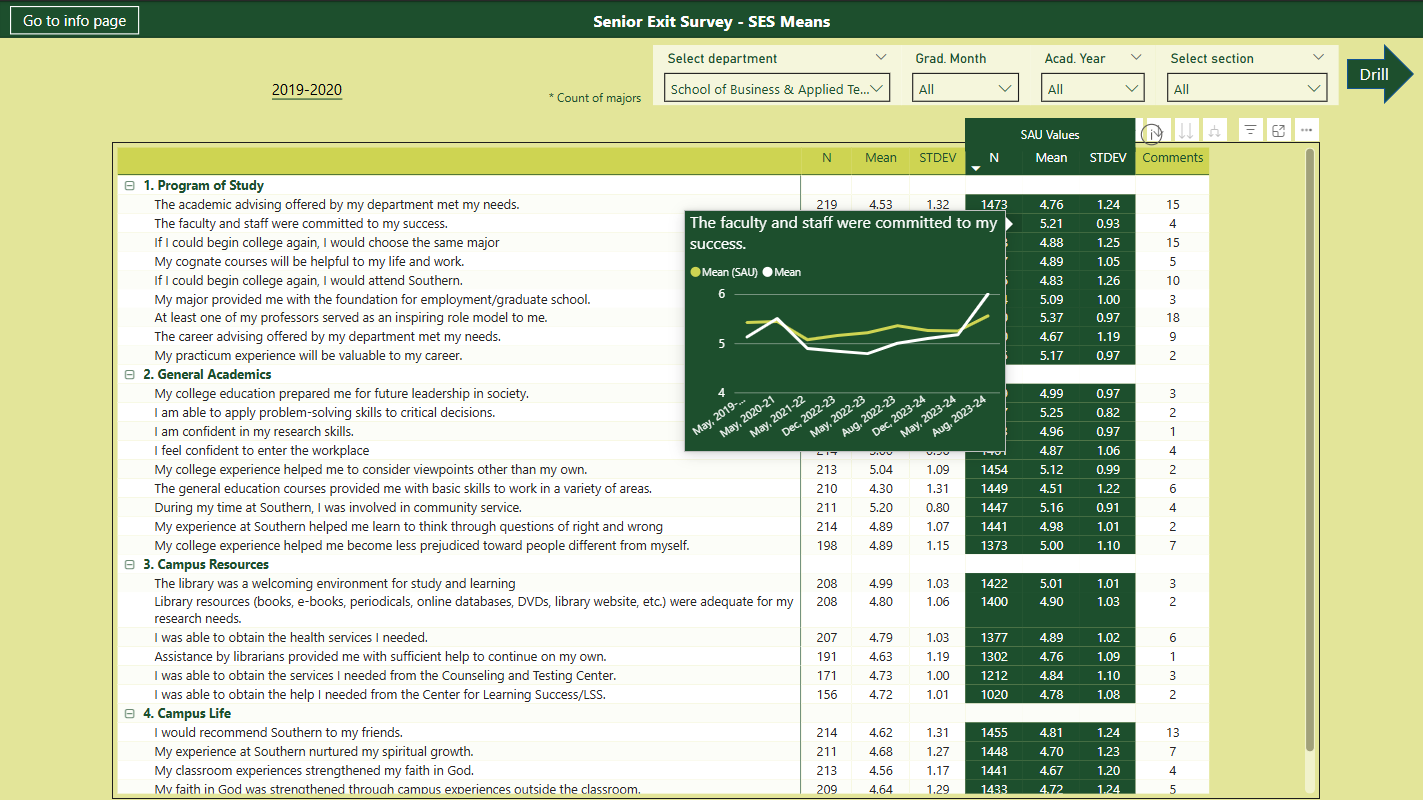 Go to info page
Senior Exit Survey - SES Means
Select department
Grad. Month
Acad. Year
Select section
Drill
2019-2020
* Count of majors
School of Business & Applied Te...
All
All
All
SAU Values
N Mean STDEV N Mean STDEV Comments
1. Program of Study
The academic advising offered by my department met my needs. 219 4.53 1.32 1473 4.76 1.24 15
The faculty and staff were committed to my success. 5.21 0.93 4
If I could begin college again, I would choose the same major 4.88 1.25 15
My cognate courses will be helpful to my life and work. 4.89 1.05 5
If I could begin college again, I would attend Southern. 4.83 1.26 10
My major provided me with the foundation for employment/graduate school. 5.09 1.00 3
At least one of my professors served as an inspiring role model to me. 5.37 0.97 18
The career advising offered by my department met my needs. 4.67 1.19 9
My practicum experience will be valuable to my career. 5.17 0.97 2
The faculty and staff were committed to my
success.
Mean (SAU) Mean
6
5
4
May, 2019-...
May, 2020-21
May, 2021-22
Dec, 2022-23
May, 2022-23
Aug, 2022-23
Dec, 2023-24
May, 2023-24
Aug, 2023-24
2. General Academics
My college education prepared me for future leadership in society. 4.99 0.97 3
I am able to apply problem-solving skills to critical decisions. 5.25 0.82 2
I am confident in my research skills. 4.96 0.97 1
I feel confident to enter the workplace 4.87 1.06 4
My college experience helped me to consider viewpoints other than my own. 213 5.04 1.09 1454 5.12 0.99 2
The general education courses provided me with basic skills to work in a variety of areas. 210 4.30 1.31 1449 4.51 1.22 6
During my time at Southern, I was involved in community service. 211 5.20 0.80 1447 5.16 0.91 4
My experience at Southern helped me learn to think through questions of right and wrong 214 4.89 1.07 1441 4.98 1.01 2
My college experience helped me become less prejudiced toward people different from myself. 198 4.89 1.15 1373 5.00 1.10 7
3. Campus Resources
The library was a welcoming environment for study and learning 208 4.99 1.03 1422 5.01 1.01 3
Library resources (books, e-books, periodicals, online databases, DVDs, library website, etc.) were adequate for my 208 4.80 1.06 1400 4.90 1.03 2
research needs.
I was able to obtain the health services I needed. 207 4.79 1.03 1377 4.89 1.02 6
Assistance by librarians provided me with sufficient help to continue on my own. 191 4.63 1.19 1302 4.76 1.09 1
I was able to obtain the services I needed from the Counseling and Testing Center. 171 4.73 1.00 1212 4.84 1.10 3
I was able to obtain the help I needed from the Center for Learning Success/LSS. 156 4.72 1.01 1020 4.78 1.08 2
4. Campus Life
I would recommend Southern to my friends. 214 4.62 1.31 1455 4.81 1.24 13
My experience at Southern nurtured my spiritual growth. 211 4.68 1.27 1448 4.70 1.23 7
My classroom experiences strengthened my faith in God. 213 4.56 1.17 1441 4.67 1.20 4
My faith in God was strengthened through campus experiences outside the classroom. 209 4.64 1.29 1433 4.72 1.24 5